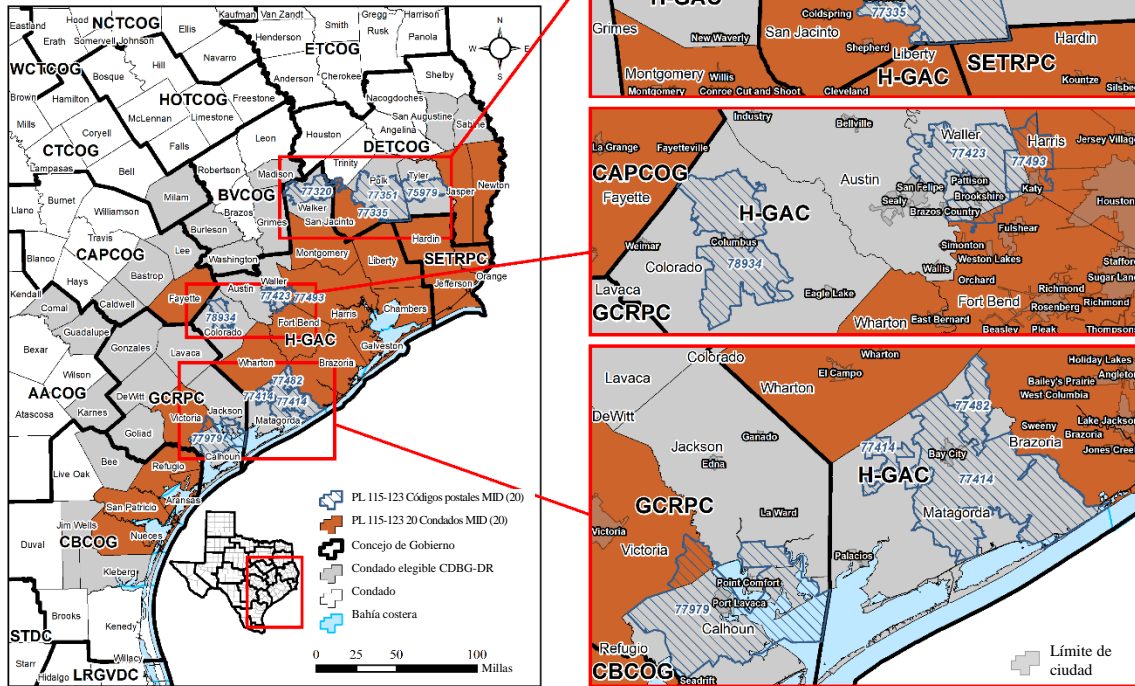 NCTCOG
Eastland
Hood
Erath
Somervell
Johnson
Ellis
Kaufman
Van Zandt
Henderson
Smith
Gregg
Rusk
Harrison
Panola
Navarro
ETCOG
WCTCOG
Bosque
Hill
Anderson
Cherokee
Shelby
Brown
Hamilton
HOTCOG
Freestone
Nacogdoches
Mills
McLennan
Limestone
San Augustine
Sabine
Coryell
CTCOG
Falls
Leon
Houston
Angelina
DETCOG
Lampasas
Bell
Robertson
Madison
Trinity
Polk
Tyler
Burnet
Milam
BVCOG
77320
77351
75979
Jasper
Newton
Llano
Williamson
Brazos
Walker
77335
Travis
Burleson
Grimes
San Jacinto
Hardin
Blanco
CAPCOG
Lee
Washington
Montgomery
Liberty
SETRPC
Hays
Bastrop
Orange
Kendall
Comal
Caldwell
Fayette
Austin
Waller
77423
77493
Jefferson
Guadalupe
78934
Harris
Chambers
Bexar
Gonzales
Colorado
Fort Bend
H-GAC
Lavaca
Galveston
Wilson
Wharton
Brazoria
AACOG
DeWitt
GCRPC
77482
Atascosa
Karnes
Jackson
77414
77414
Victoria
Matagorda
Goliad
77979
Bee
Calhoun
Live Oak
Refugio
Aransas
San Patricio
Jim Wells
Nueces
Duval
CBCOG
Kleberg
Brooks
Kenedy
STDC
Starr
Willacy
Hidalgo
LRGVDC
N
W
E
S
PL 115-123 Códigos postales MID (20)
PL 115-123 20 Condados MID (20)
Concejo de Gobierno
Condado elegible CDBG-DR
Condado
Bahía costera
0
50
100
Millas
H-GAC
Coldspring
77335
Grimes
New Waverly
San Jacinto
Shepherd
Liberty
Hardin
Montgomery
Willis
H-GAC
SETRPC
Kountze
Montgomery
Conroe
Cut and Shoot
Cleveland
Silsbee
Industry
Bellville
Waller
77423
Harris
La Grange
Fayetteville
Jersey Village
77493
CAPCOG
Austin
San Felipe
Pattison
Katy
Fayette
Sealy
Brookshire
Houston
H-GAC
Brazos Country
Fulshear
Weimar
Columbus
Simonton
Weston Lakes
Stafford
Colorado
78934
Wallis
Orchard
Sugar Land
Lavaca
Eagle Lake
Fort Bend
Richmond
Rosenberg
Richmond
GCRPC
Wharton
East Bernard
Beasley
Pleak
Thompsons
Colorado
Wharton
Holiday Lakes
Lavaca
El Campo
Angleton
Wharton
Bailey's Prairie
West Columbia
DeWitt
77482
Lake Jackson
Jackson
Ganado
Sweeny
Brazoria
Brazoria
77414
Edna
Bay City
Jones Creek
H-GAC
77414
GCRPC
La Ward
Matagorda
Victoria
Victoria
Palacios
Point Comfort
Port Lavaca
77979
Calhoun
Refugio
CBCOG
Seadrift
Límite de
ciudad